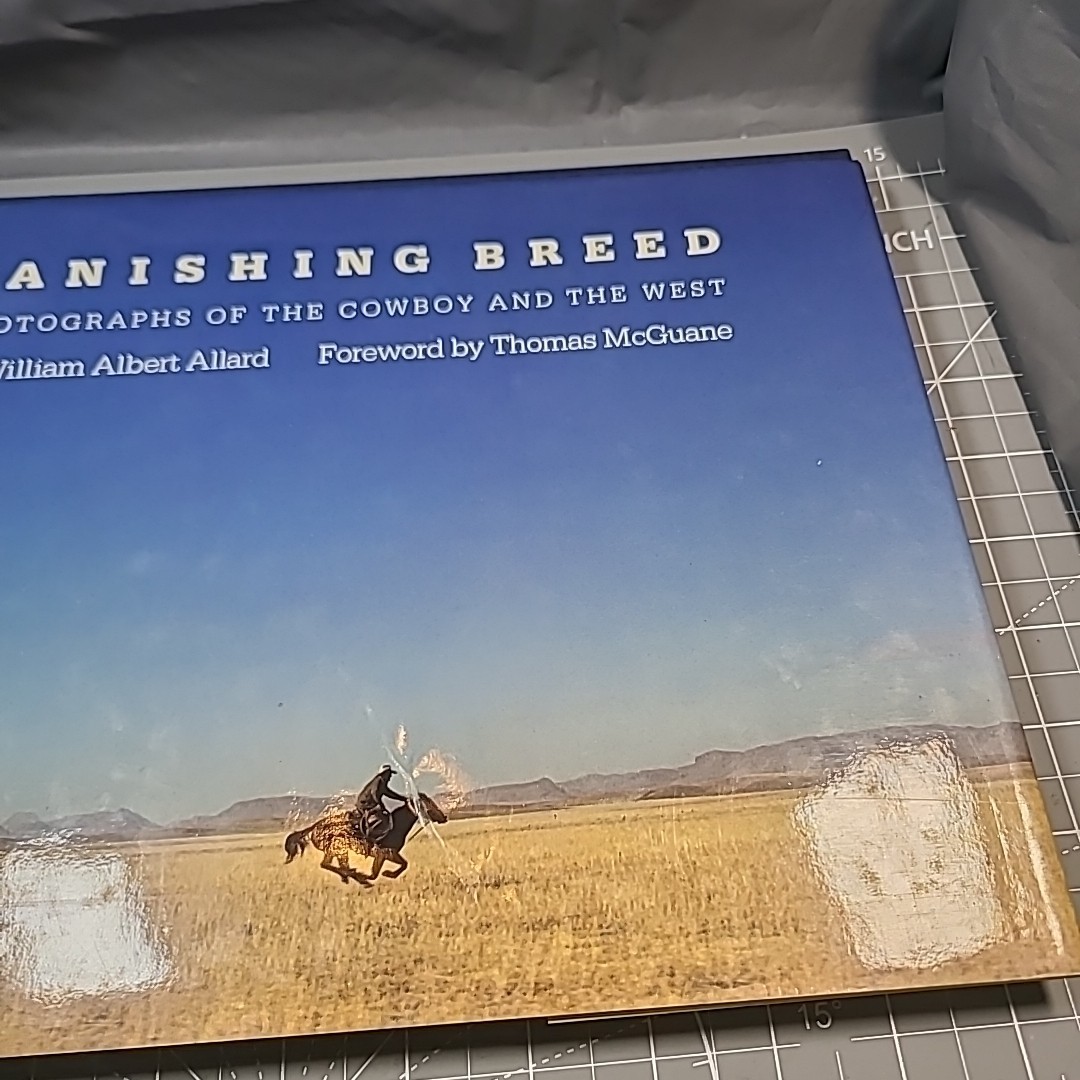 ANISHING BREED
OTOGRAPHS OF THE COWBOY AND THE WEST
William Albert Allard Foreword by Thomas McGuane
15
ICH
15°